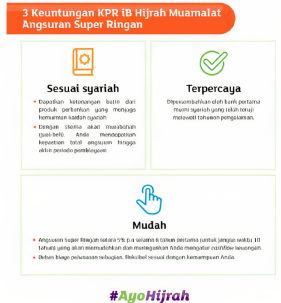 3 Keuntungan KPR iB Hijrah Muamalat
Angsuran Super Ringan
Sesuai syariah
• Dapatkan ketenangan batin dari
produk perbankan yang menjaga
kemurnian kaidah syariah
• Dengan skema akad murabahah
(jual-beli), Anda mendapatkan
kepastian total angsuran hingga
akhir periode pembiayaan.
Terpercaya
Dipersembahkan oleh bank pertama
murni syariah yang telah teruji
melewati tahunan pengalaman.
Mudah
• Angsuran Super Ringan setara 5% p.a selama 6 tahun pertama (untuk jangka waktu 10
tahun) yang akan memudahkan dan meringankan Anda mengatur cashflow keuangan.
• Bebas biaya pelunasan sebagian, fleksibel sesuai dengan kemampuan Anda.
#AyoHijrah